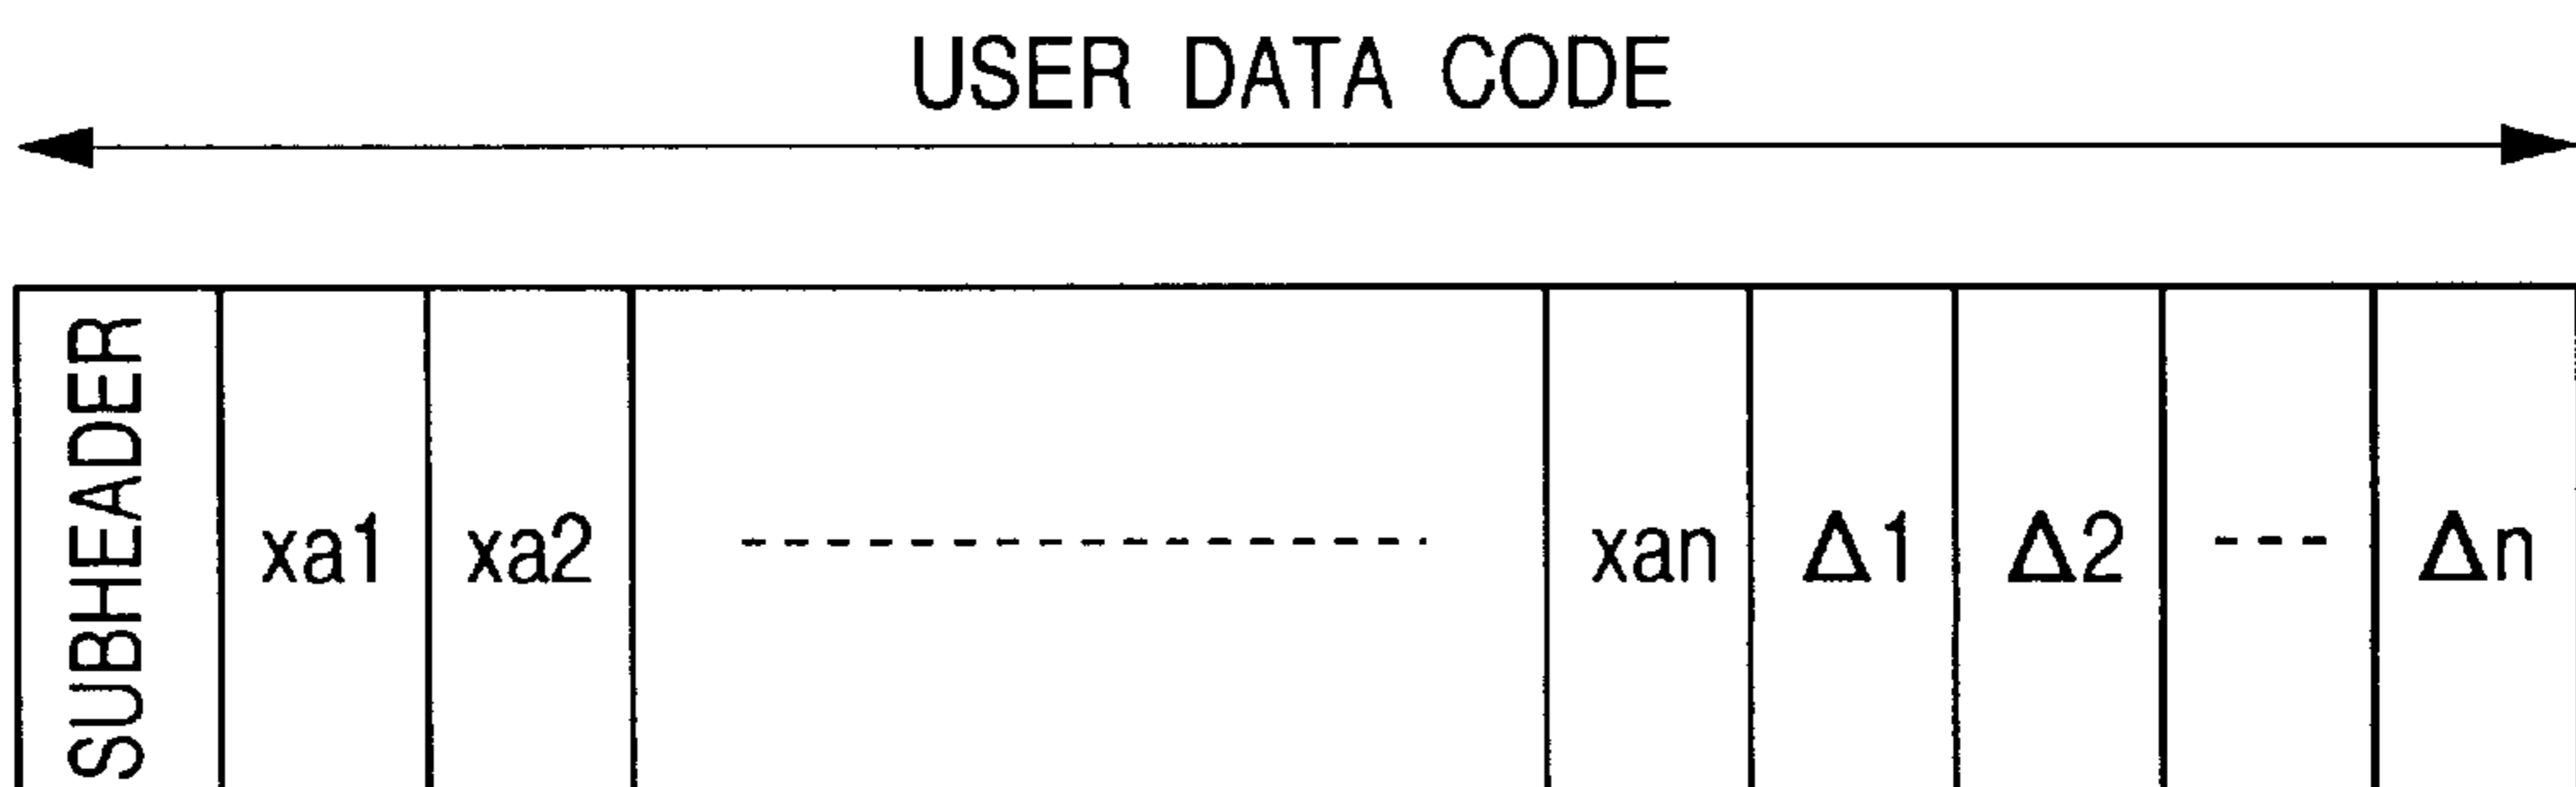 USER DATA CODE
SUBHEADER xa1 xa2 -------- xan Δ1 Δ2 --- Δn